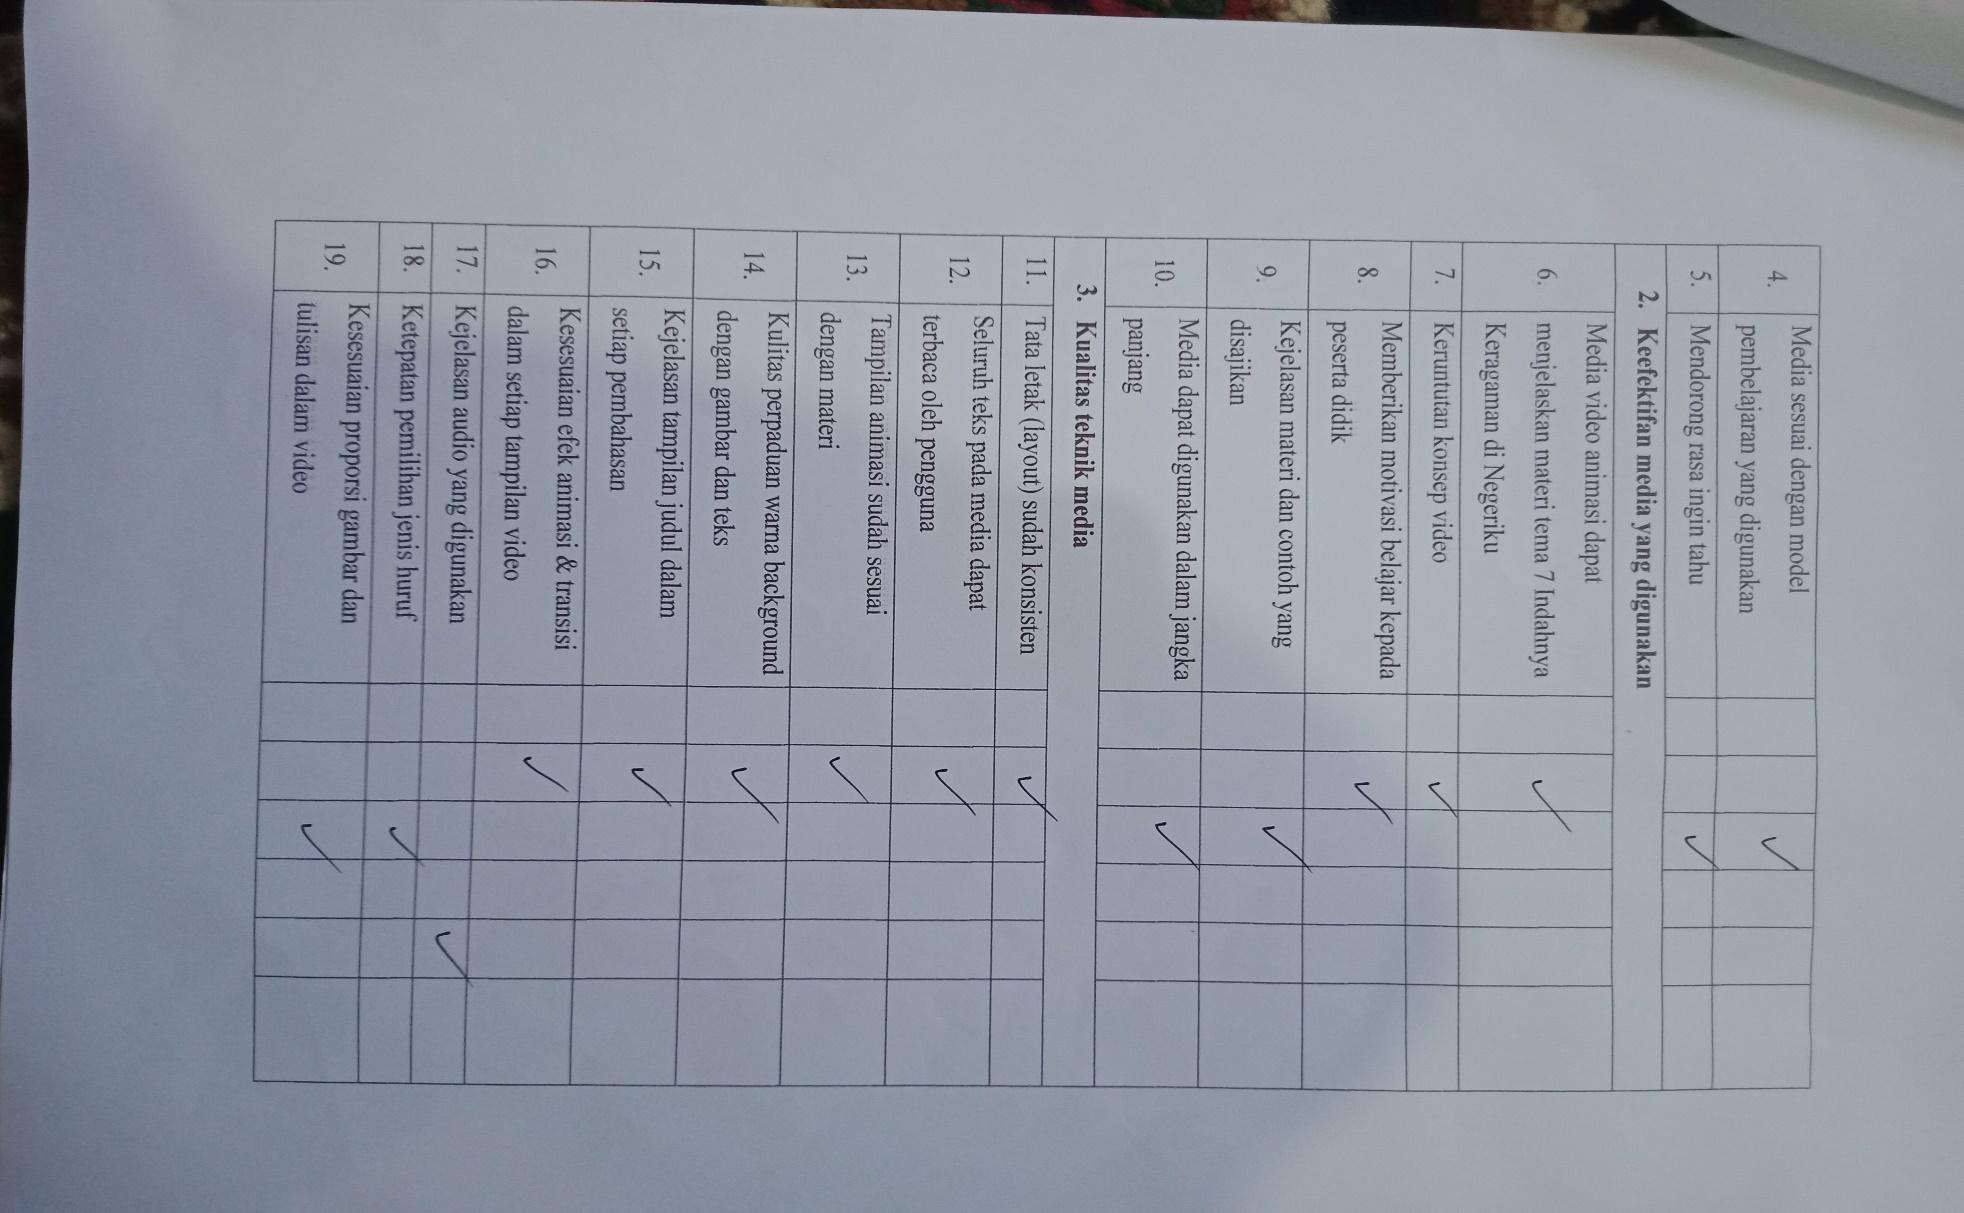 4. Media sesuai dengan model
pembelajaran yang digunakan
5. Mendorong rasa ingin tahu
2. Keefektifan media yang digunakan
Media video animasi dapat
6. menjelaskan materi tema 7 Indahnya
Keragaman di Negeriku
7. Keruntutan konsep video
8. Memberikan motivasi belajar kepada
peserta didik
9. Kejelasan materi dan contoh yang
disajikan
10. Media dapat digunakan dalam jangka
panjang
3. Kualitas teknik media
11. Tata letak (layout) sudah konsisten
12. Seluruh teks pada media dapat
terbaca oleh pengguna
13. Tampilan animasi sudah sesuai
dengan materi
14. Kulitas perpaduan warna background
dengan gambar dan teks
15. Kejelasan tampilan judul dalam
setiap pembahasan
16. Kesesuaian efek animasi & transisi
dalam setiap tampilan video
17. Kejelasan audio yang digunakan
18. Ketepatan pemilihan jenis huruf
19. Kesesuaian proporsi gambar dan
tulisan dalam video